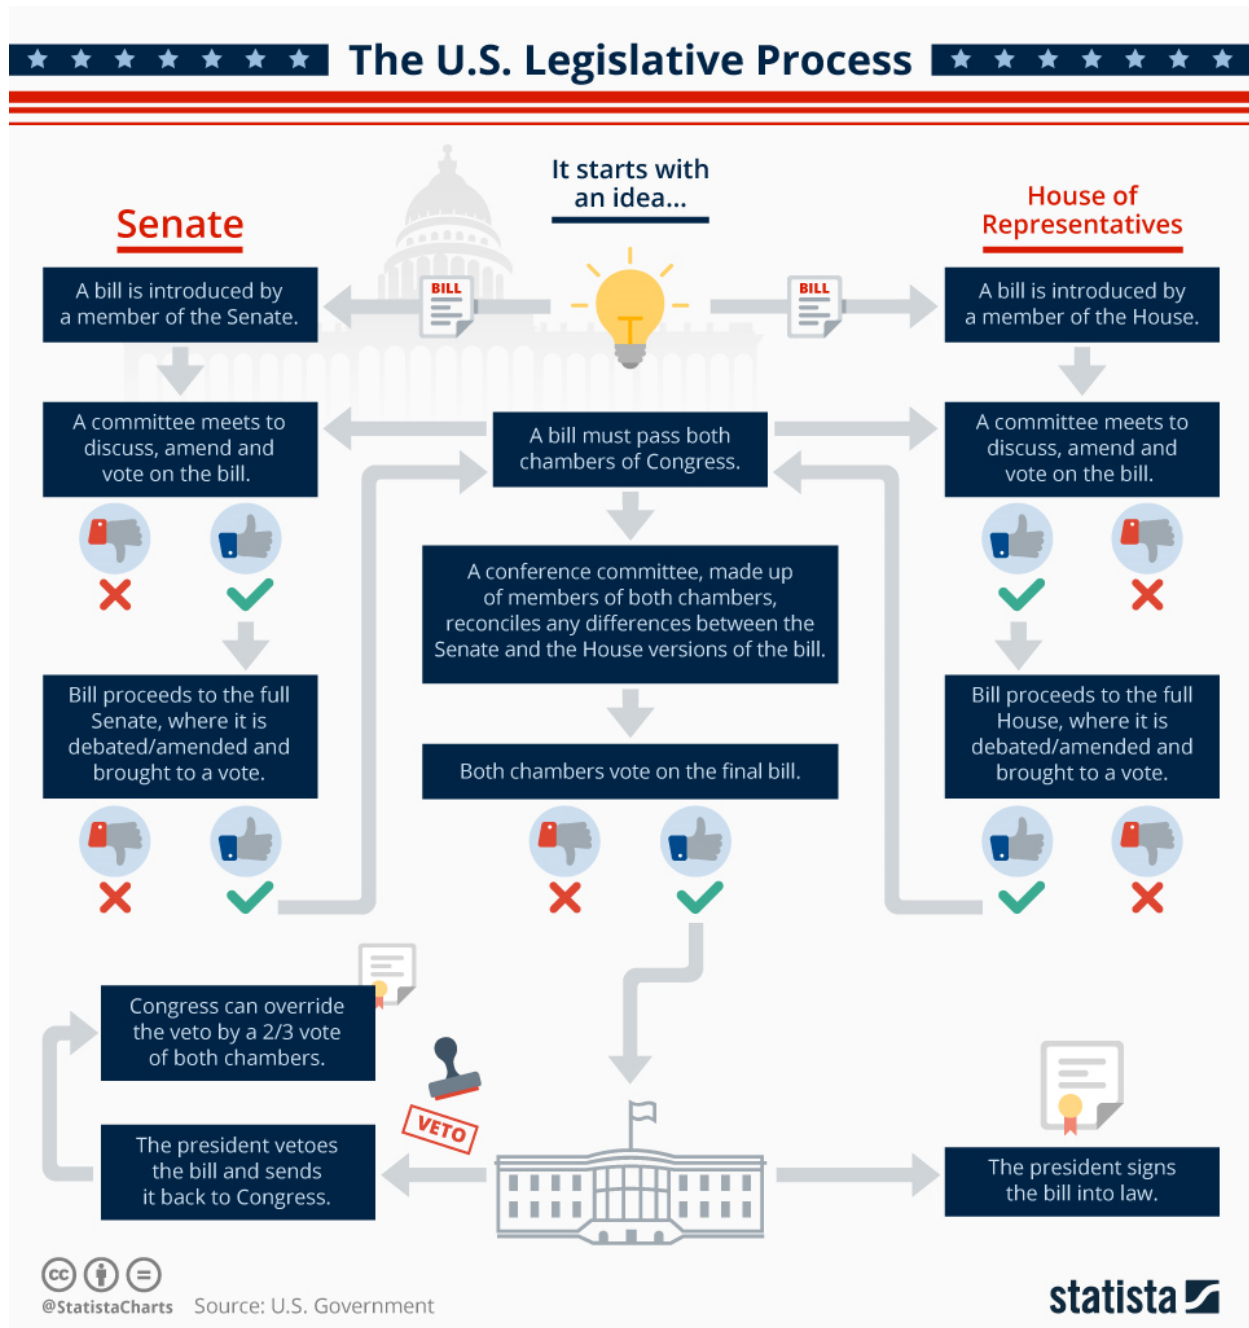 The U.S. Legislative Process
It starts with
an idea...
Senate
House of
Representatives
A bill is introduced by
a member of the Senate.
BILL
BILL
A bill is introduced by
a member of the House.
A committee meets to
discuss, amend and
vote on the bill.
A bill must pass both
chambers of Congress.
A committee meets to
discuss, amend and
vote on the bill.
A conference committee, made up
of members of both chambers,
reconciles any differences between the
Senate and the House versions of the bill.
Bill proceeds to the full
Senate, where it is
debated/amended and
brought to a vote.
Both chambers vote on the final bill.
Bill proceeds to the full
House, where it is
debated/amended and
brought to a vote.
Congress can override
the veto by a 2/3 vote
of both chambers.
VETO
The president vetoes
the bill and sends
it back to Congress.
The president signs
the bill into law.
cc
@StatistaCharts Source: U.S. Government
statista